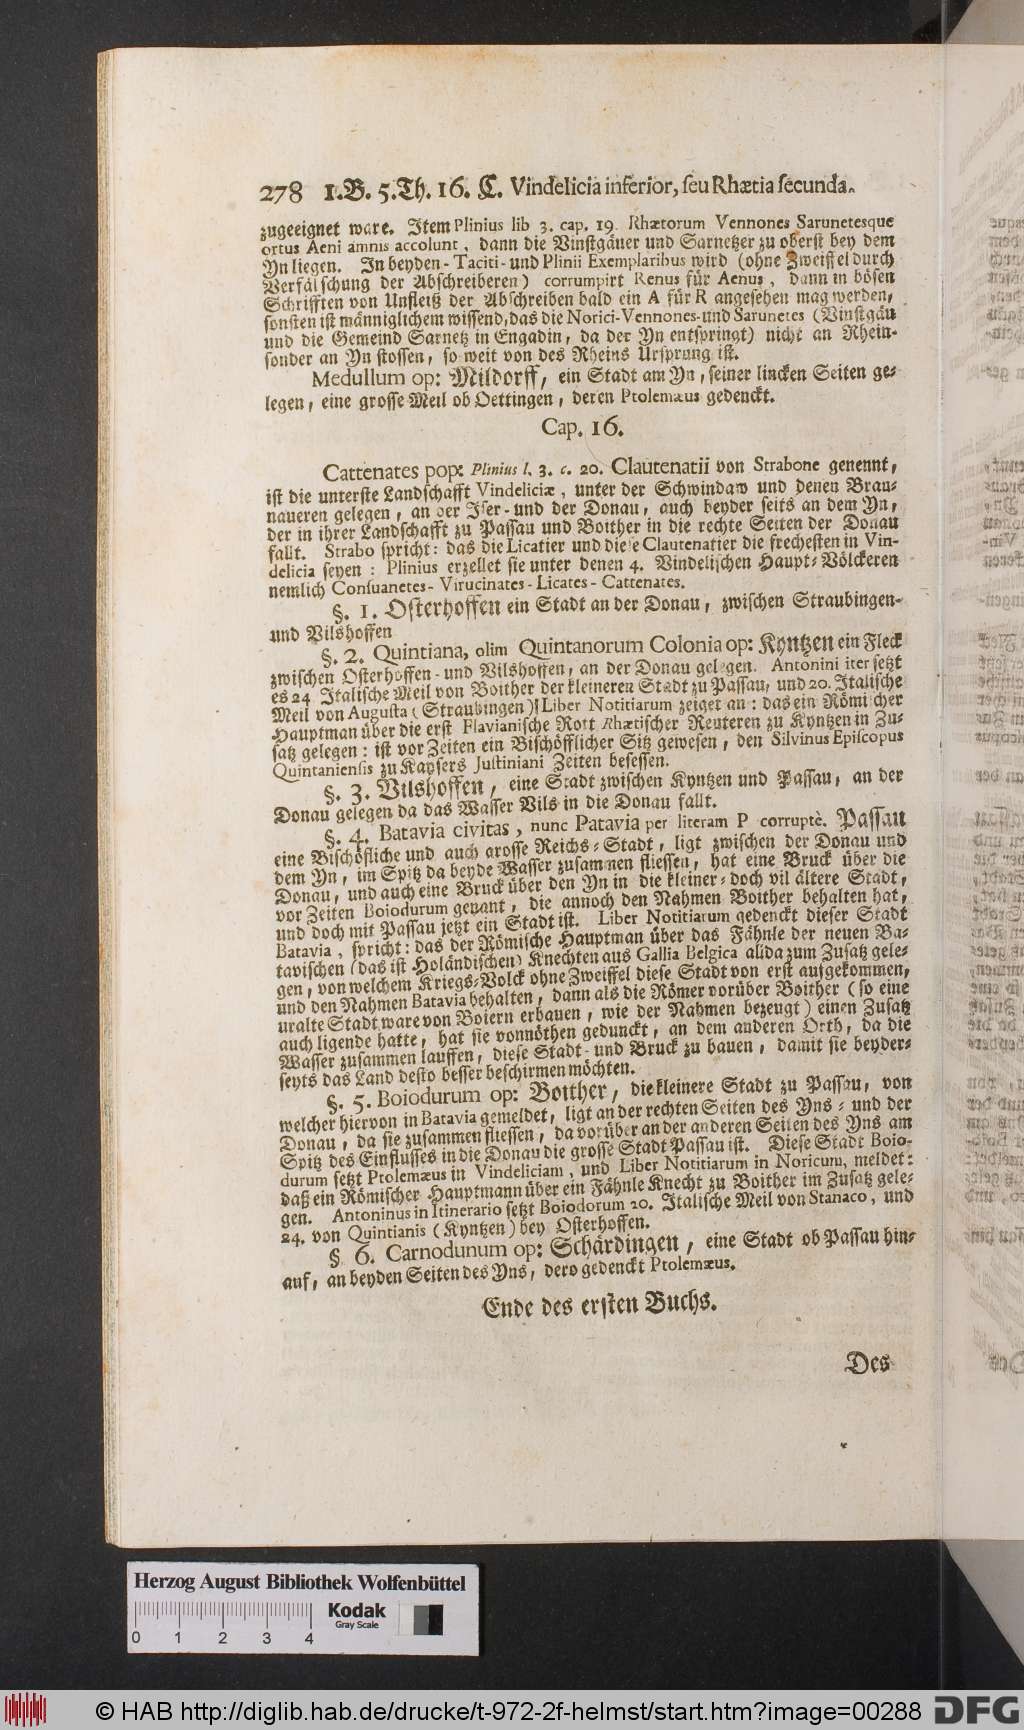 278 1. B. 5. Th. 16. C. Vindelicia inferior, seu Rhætia secunda.
zugeeignet ware. Item Plinius lib 3. cap. 19. Rhætorum Vennones Sarunetesque
ortus Aeni amnis accolunt, dann die Vinstgäuer und Sarnetzer zu oberst bey dem
Yn liegen. In beyden-Taciti-und Plinii Exemplaribus wird (ohne Zweiffel durch
Verfälschung der Abschreiberen) corrumpirt Renus für Aenus, dann in bösen
Schrifften von Unfleiß der Abschreiben bald ein A für R angesehen mag werden,
sonsten ist männiglichem wissend, das die Norici-Vennones-und Sarunetes (Vinstgäu
und die Gemeind Sarnetz in Engadin, da der Yn entspringt) nicht an Rhein-
sonder an Yn stossen, so weit von des Rheins Ursprung ist.
Medullum op: Mildorff, ein Stadt am Yn, seiner lincken Seiten ge-
legen, eine grosse Meil ob Oettingen, deren Ptolemæus gedenckt.
Cap. 16.
Cattenates pop: Plinius l. 3. c. 20. Clautenatii von Strabone genennt,
ist die unterste Landschafft Vindeliciæ, unter der Schwindaw und denen Brau-
naueren gelegen, an der Iser-und der Donau, auch beyder seits an dem Yn,
der in ihrer Landschafft zu Passau und Boither in die rechte Seiten der Donau
fallt. Strabo spricht: das die Licatier und diese Clautenatier die frechesten in Vin-
delicia seyen: Plinius erzellet sie unter denen 4. Vindelischen Haupt-Völckeren
nemlich Consuanetes-Virucinates-Licates-Cattenates.
§. 1. Osterhoffen ein Stadt an der Donau, zwischen Straubingen-
und Vilshoffen
§. 2. Quintiana, olim Quintanorum Colonia op: Kyntzen ein Fleck
zwischen Osterhoffen-und Vilshoffen, an der Donau gelegen. Antonini iter setzt
es 24 Italische Meil von Boither der kleineren Stadt zu Passau, und 20. Italische
Meil von Augusta (Straubingen)! Liber Notitiarum zeiget an: das ein Römischer
Hauptman über die erst Flavianische Rott Rhætischer Reuteren zu Kyntzen in Zu-
satz gelegen: ist vor Zeiten ein Bischöfflicher Sitz gewesen, den Silvinus Episcopus
Quintaniensis zu Kaysers Justiniani Zeiten besessen.
§. 3. Vilshoffen, eine Stadt zwischen Kyntzen und Passau, an der
Donau gelegen da das Wasser Vils in die Donau fallt.
§. 4. Batavia civitas, nunc Patavia per literam P corruptè. Passau
eine Bischöfliche und auch grosse Reichs-Stadt, ligt zwischen der Donau und
dem Yn, im Spitz da beyde Wasser zusammen fliessen, hat eine Bruck über die
Donau, und auch eine Bruck über den Yn in die kleiner-doch vil ältere Stadt,
vor Zeiten Boiodurum genant, die annoch den Nahmen Boither behalten hat,
und doch mit Passau jetzt ein Stadt ist. Liber Notitiarum gedenckt dieser Stadt
Batavia, spricht: das der Römische Hauptman über das Fähnle der neuen Ba-
tavischen (das ist Holändischen) Knechten aus Gallia Belgica allda zum Zusatz gele-
gen, von welchem Kriegs-Volck ohne Zweiffel diese Stadt von erst aufgekommen,
und den Nahmen Batavia behalten, dann als die Römer vorüber Boither (so eine
uralte Stadt ware von Boiern erbauen, wie der Nahmen bezeugt) einen Zusatz
auch ligende hatte, hat sie vonnöthen gedunckt, an dem anderen Orth, da die
Wasser zusammen lauffen, diese Stadt-und Bruck zu bauen, damit sie beyder-
seyts das Land desto besser beschirmen möchten.
§. 5. Boiodurum op: Boither, die kleinere Stadt zu Passau, von
welcher hiervon in Batavia gemeldet, ligt an der rechten Seiten des Yns-und der
Donau, da sie zusammen fliessen, da vorüber an der anderen Seiten des Yns am
Spitz des Einflusses in die Donau die grosse Stadt Passau ist. Diese Stadt Boio-
durum setzt Ptolemæus in Vindeliciam, und Liber Notitiarum in Noricum, meldet:
daß ein Römischer Hauptmann über ein Fähnle Knecht zu Boither im Zusatz gele-
gen. Antoninus in Itinerario setzt Boiodorum 20. Italische Meil von Stanaco, und
24. von Quintianis (Kyntzen) bey Osterhoffen.
§ 6. Carnodunum op: Schärdingen, eine Stadt ob Passau hin-
auf, an beyden Seiten des Yns, dero gedenckt Ptolemæus.
Ende des ersten Buchs.
Des
Herzog August Bibliothek Wolfenbüttel
Kodak
Gray Scale
0 1 2 3 4
© HAB http://diglib.hab.de/drucke/t-972-2f-helmst/start.htm?image=00288
DFG